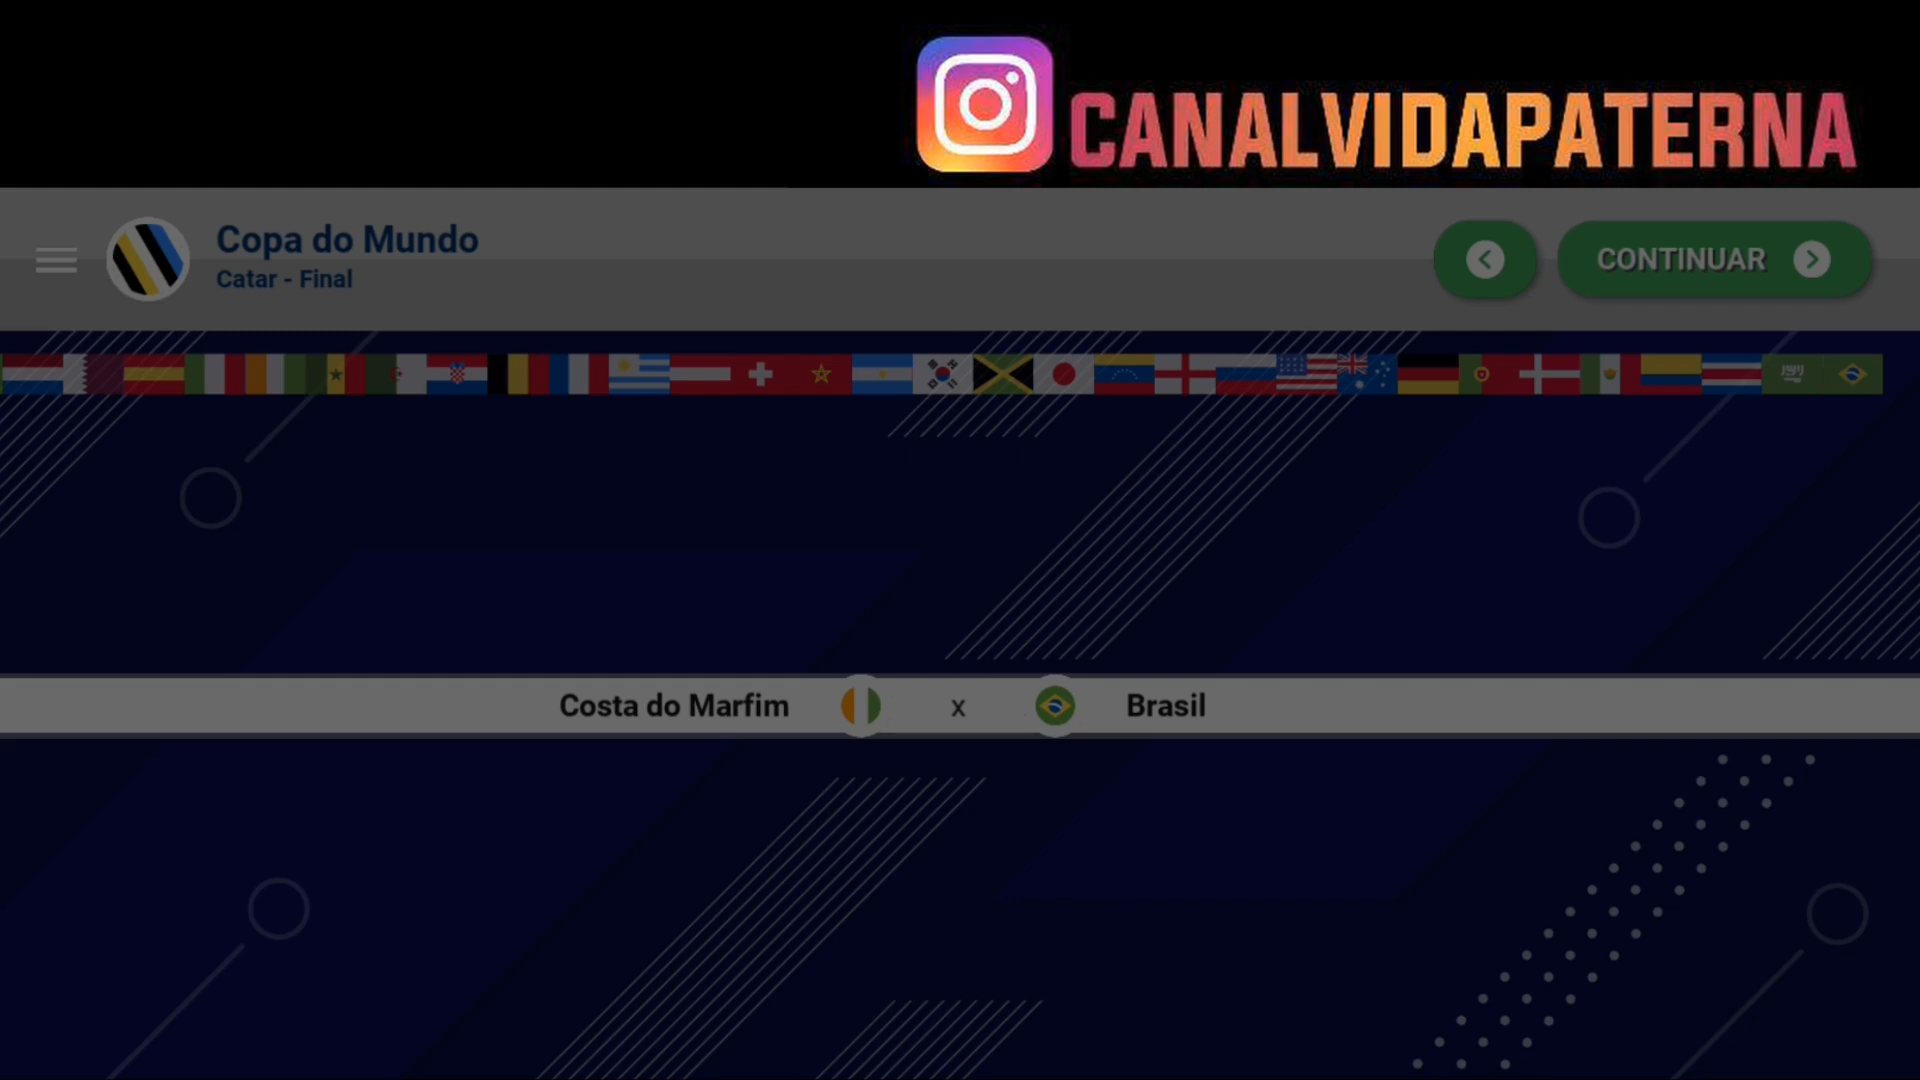 CANALVIDAPATERNA
Copa do Mundo
Catar - Final
CONTINUAR
Costa do Marfim x Brasil